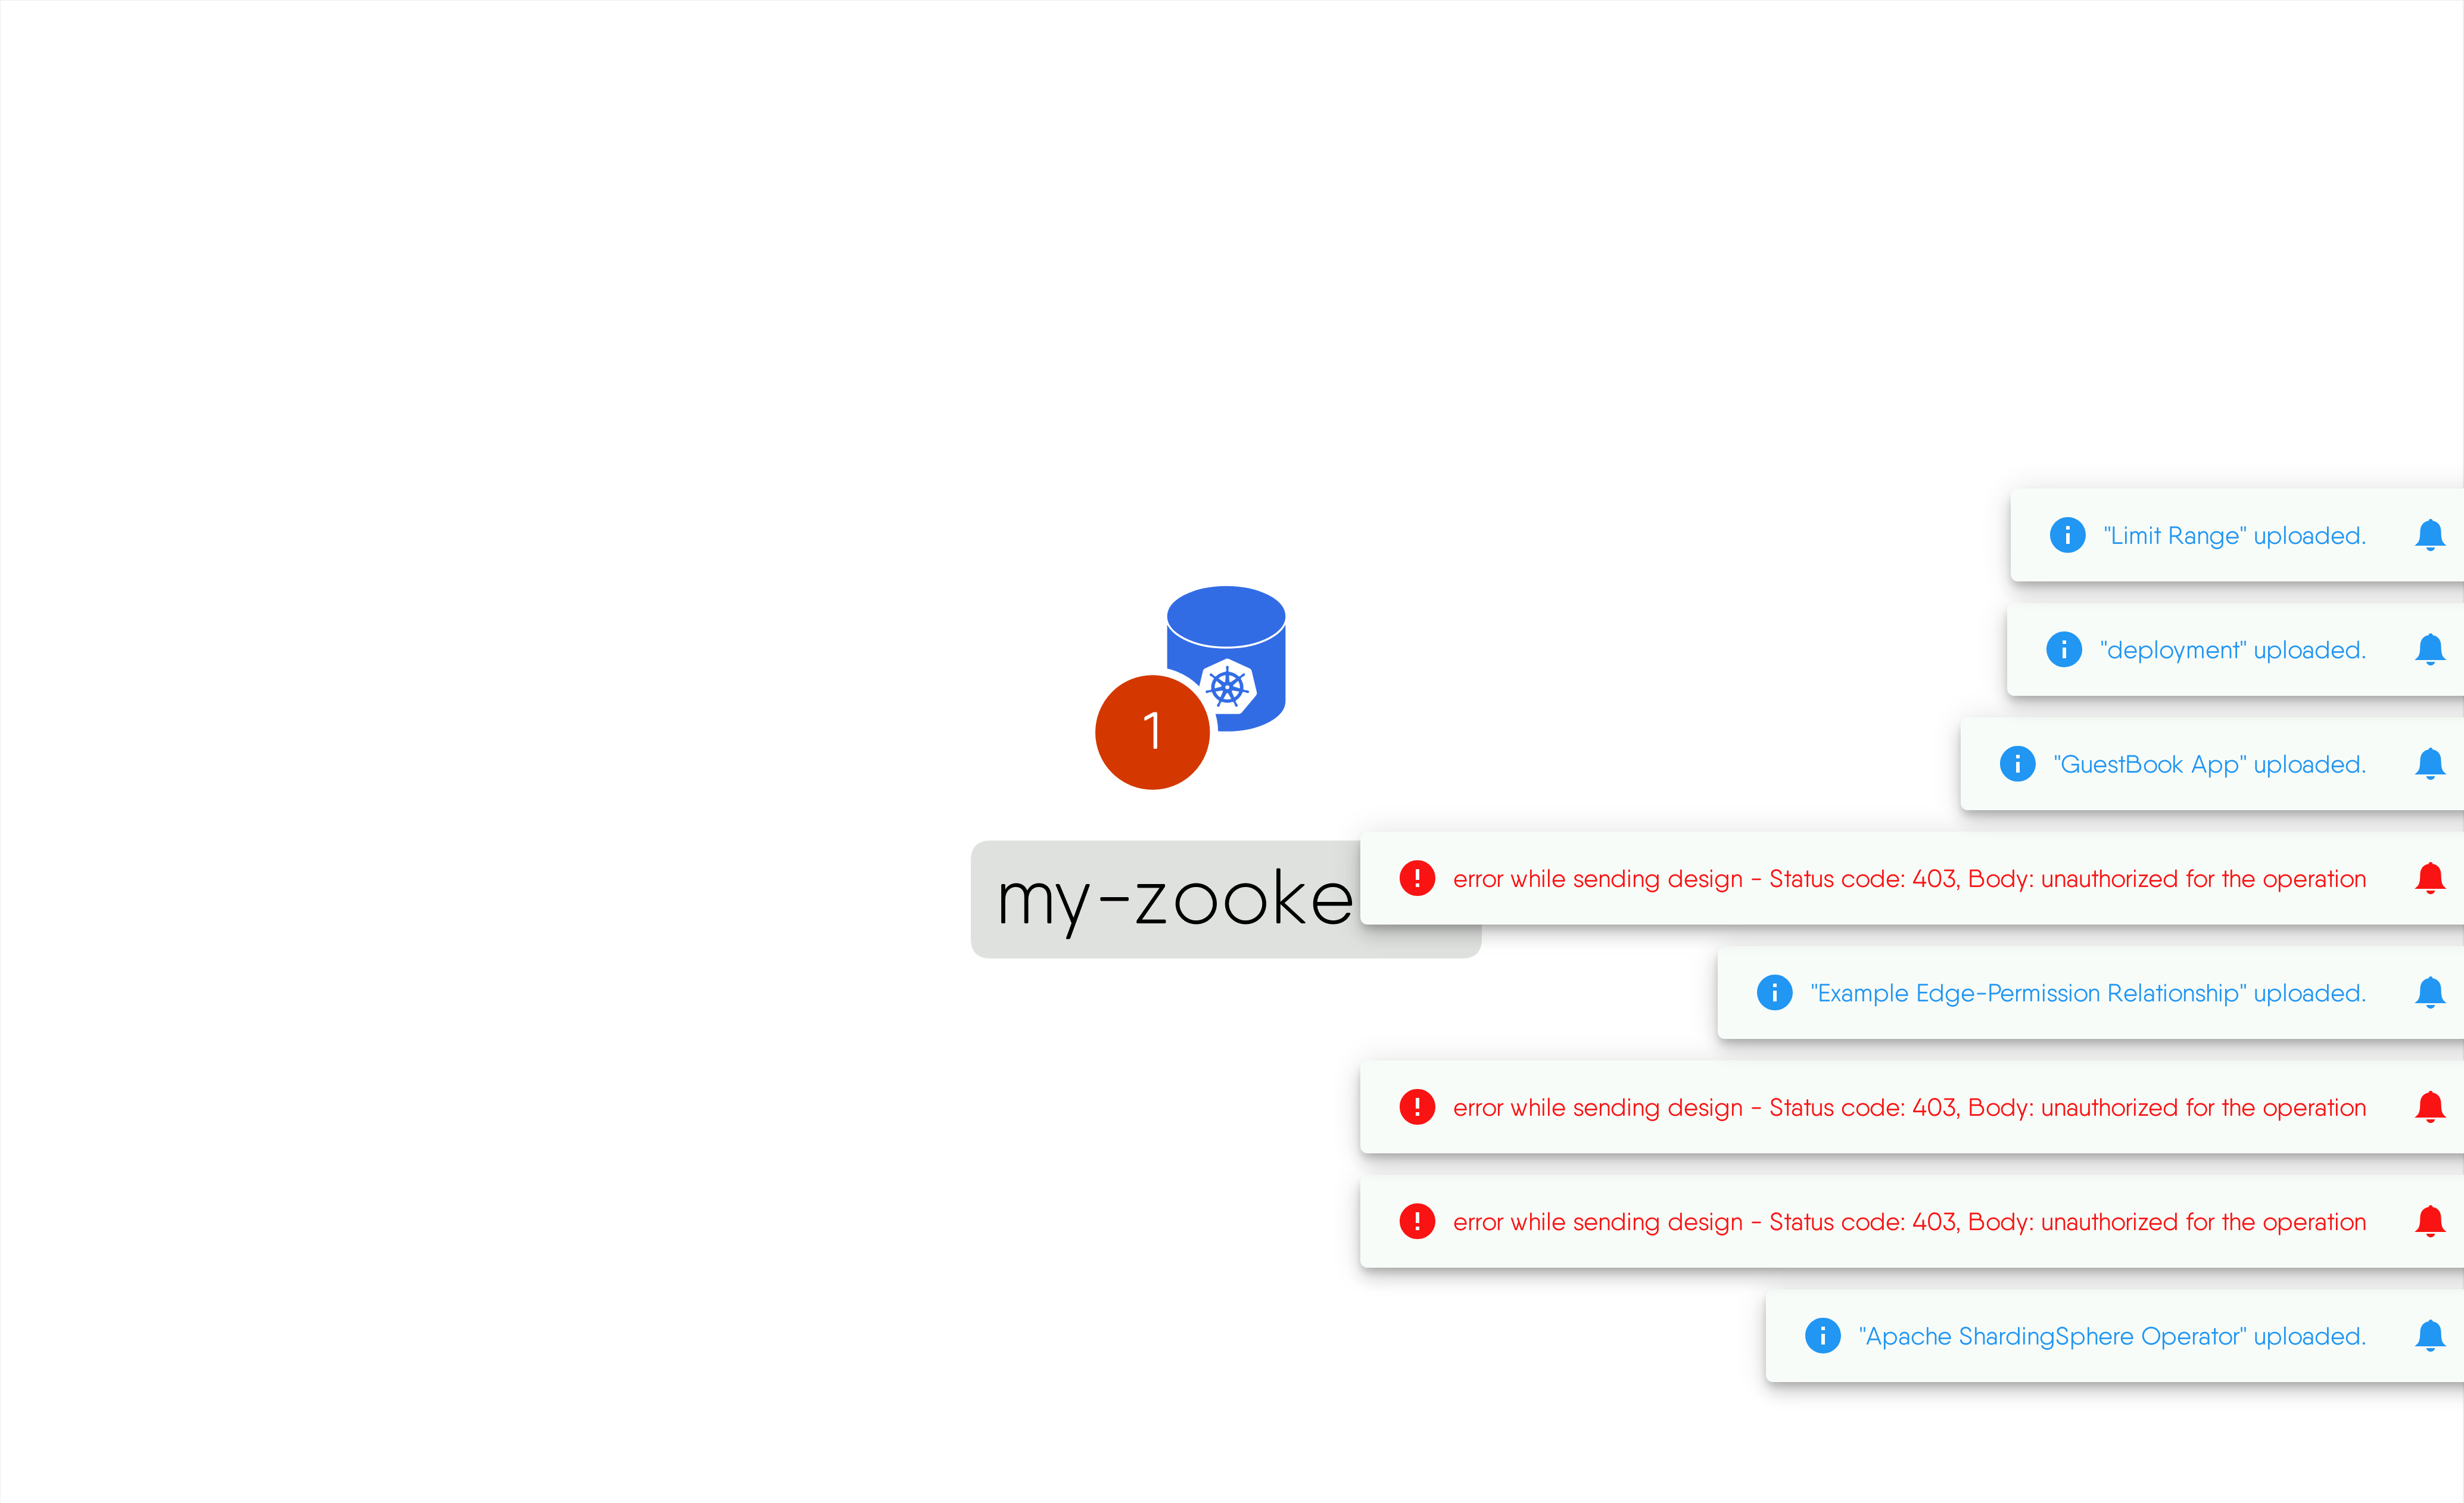 "Limit Range" uploaded.
"deployment" uploaded.
1
"GuestBook App" uploaded.
my-zooke
error while sending design - Status code: 403, Body: unauthorized for the operation
"Example Edge-Permission Relationship" uploaded.
error while sending design - Status code: 403, Body: unauthorized for the operation
error while sending design - Status code: 403, Body: unauthorized for the operation
"Apache ShardingSphere Operator" uploaded.